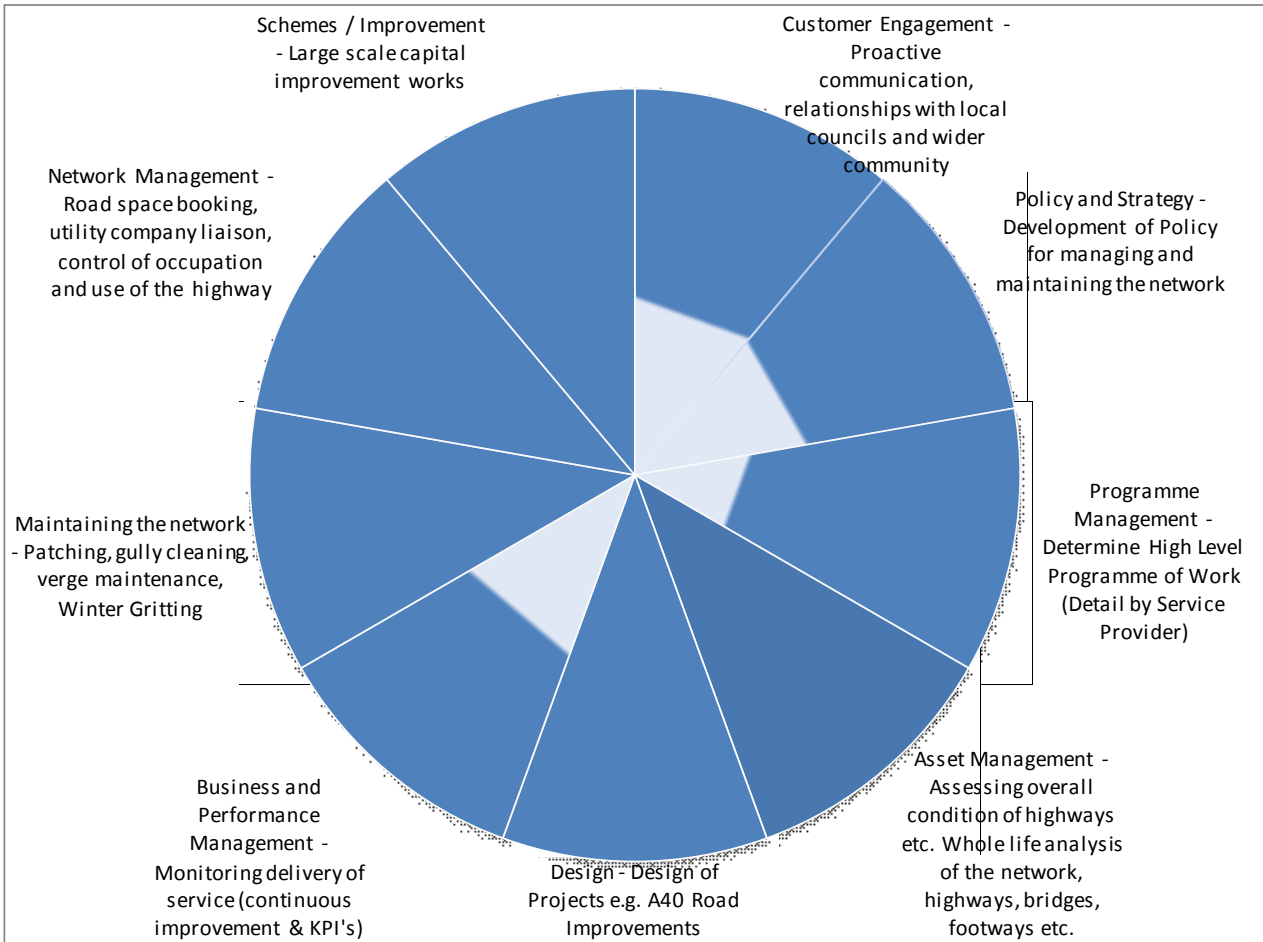 Schemes / Improvement
- Large scale capital
improvement works
Customer Engagement -
Proactive
communication,
relationships with local
councils and wider
community
Policy and Strategy -
Development of Policy
for managing and
maintaining the network
Programme
Management -
Determine High Level
Programme of Work
(Detail by Service
Provider)
Asset Management -
Assessing overall
condition of highways
etc. Whole life analysis
of the network,
highways, bridges,
footways etc.
Design - Design of
Projects e.g. A40 Road
Improvements
Business and
Performance
Management -
Monitoring delivery of
service (continuous
improvement & KPI's)
Maintaining the network
- Patching, gully cleaning,
verge maintenance,
Winter Gritting
Network Management -
Road space booking,
utility company liaison,
control of occupation
and use of the highway